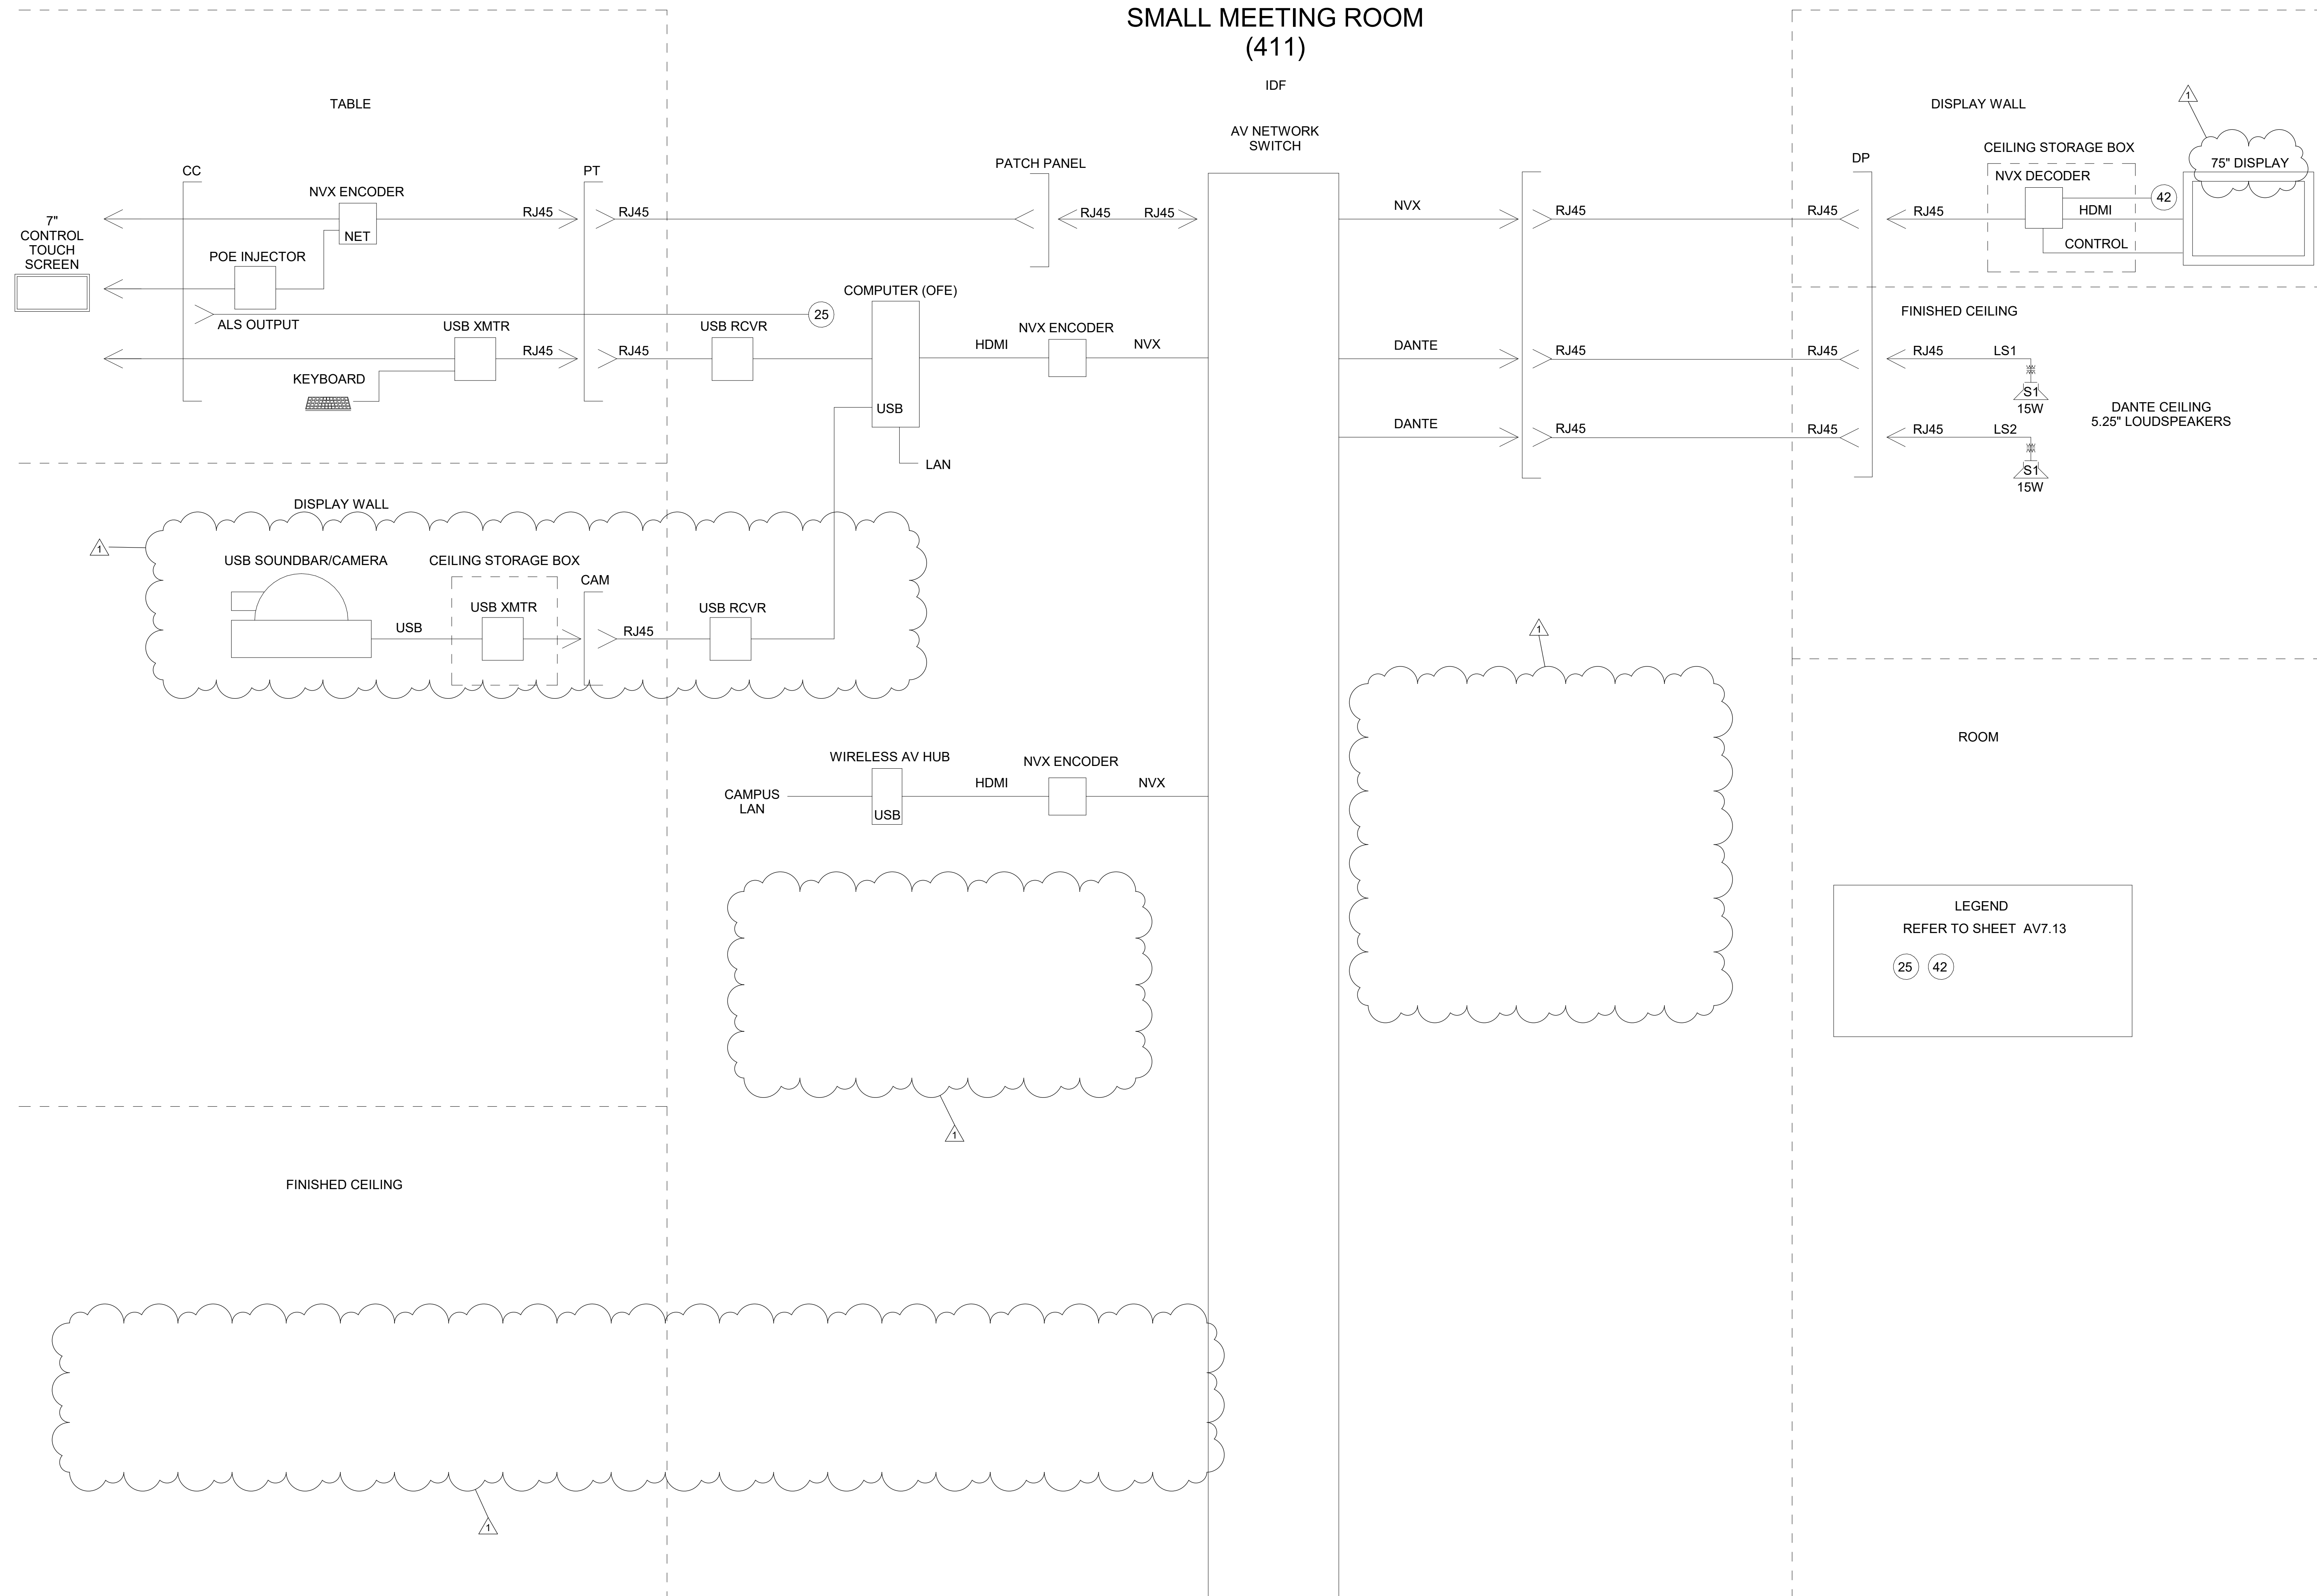 SMALL MEETING ROOM
(411)
IDF
TABLE
CC
PT
NVX ENCODER
RJ45
RJ45
NET
7"
CONTROL
TOUCH
SCREEN
POE INJECTOR
ALS OUTPUT
25
USB XMTR
RJ45
RJ45
USB RCVR
KEYBOARD
PATCH PANEL
RJ45
RJ45
AV NETWORK
SWITCH
COMPUTER (OFE)
USB
LAN
HDMI
NVX ENCODER
NVX
NVX
RJ45
RJ45
DANTE
RJ45
RJ45
DANTE
RJ45
RJ45
DISPLAY WALL
DP
CEILING STORAGE BOX
NVX DECODER
RJ45
42
HDMI
CONTROL
1
75" DISPLAY
FINISHED CEILING
RJ45
LS1
S1
15W
RJ45
LS2
S1
15W
DANTE CEILING
5.25" LOUDSPEAKERS
DISPLAY WALL
1
USB SOUNDBAR/CAMERA
USB
CEILING STORAGE BOX
USB XMTR
CAM
RJ45
USB RCVR
1
CAMPUS
LAN
WIRELESS AV HUB
USB
HDMI
NVX ENCODER
NVX
1
ROOM
LEGEND
REFER TO SHEET AV7.13
25 42
FINISHED CEILING
1